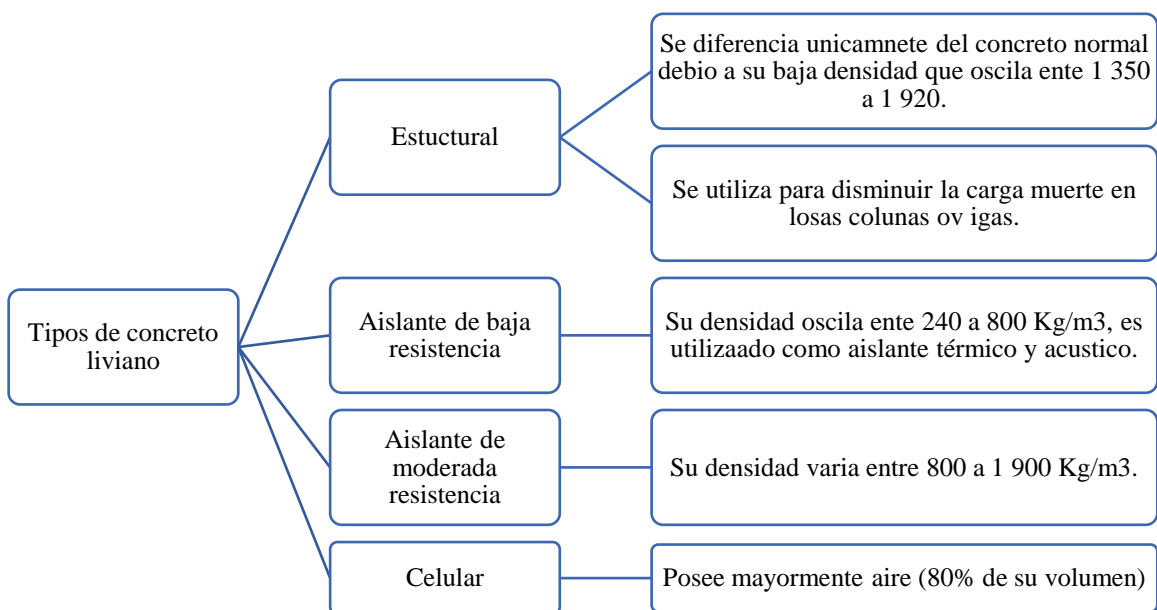 Tipos de concreto
liviano
Estuctural
Se diferencia unicamnete del concreto normal
debio a su baja densidad que oscila ente 1 350
a 1 920.
Se utiliza para disminuir la carga muerte en
losas colunas ov igas.
Aislante de baja
resistencia
Su densidad oscila ente 240 a 800 Kg/m3, es
utilizaado como aislante térmico y acustico.
Aislante de
moderada
resistencia
Su densidad varia entre 800 a 1 900 Kg/m3.
Celular
Posee mayormente aire (80% de su volumen)